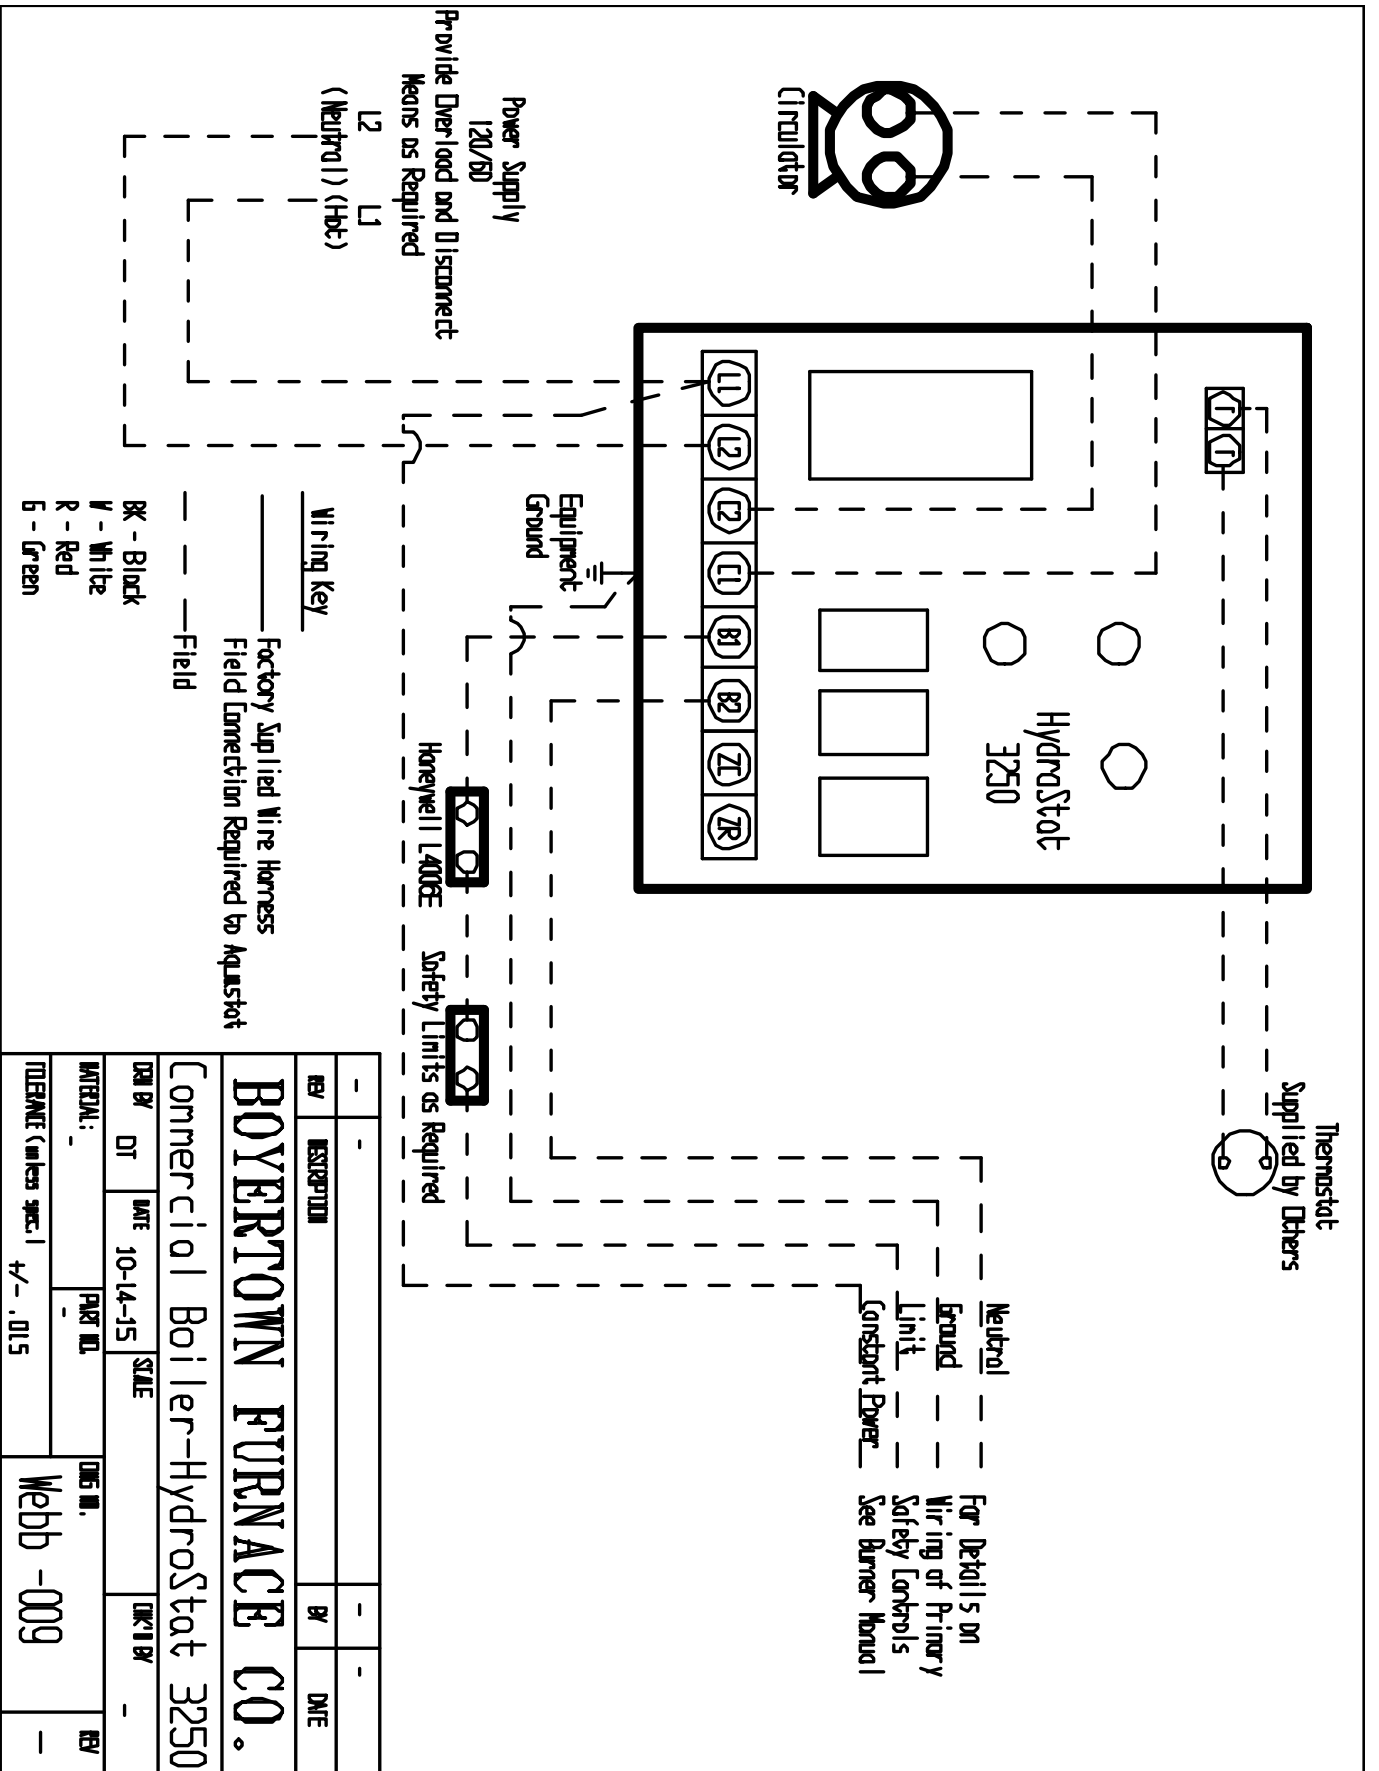 Thermostat
Supplied by Others
T
T
HydroStat
3250
Circulator
L1
L2
C2
C1
B1
B2
ZC
ZR
Power Supply
120/60
Provide Overload and Disconnect
Means as Required
L2
L1
(Neutral)
(Hot)
Equipment
Ground
Honeywell L4006E
Safety Limits as Required
Neutral
Ground
Limit
Constant Power
For Details on
Wiring of Primary
Safety Controls
See Burner Manual
Wiring Key
Factory Suplied Wire Harness
Field Connection Required to Aquastat
Field
BK - Black
W - White
R - Red
G - Green
- - - -
REV DESCRIPTION BY DATE
BOYERTOWN FURNACE CO.
Commercial Boiler-HydroStat 3250
DRN BY DT DATE 10-14-15 SCALE CHK'D BY -
MATERIAL: - PART NO. - DWG NO. Webb -009 REV -
TOLERANCE (unless spec.) +/- .015